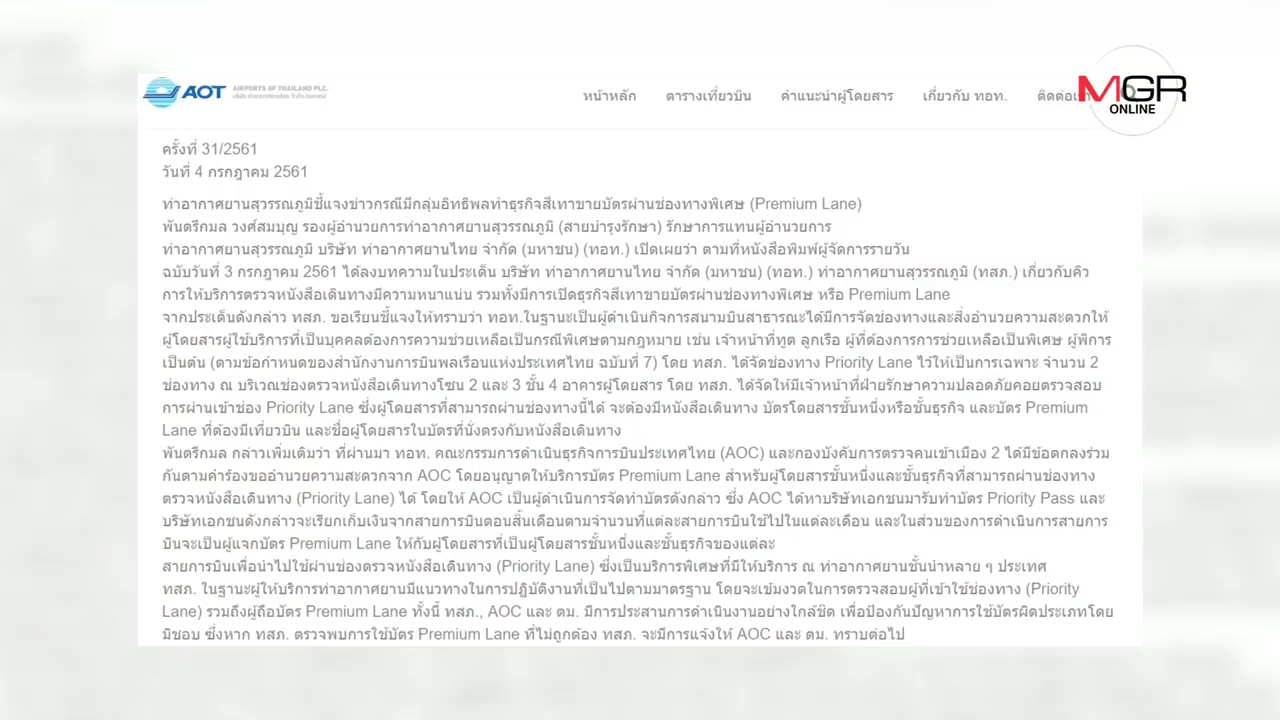 AOT AIRPORTS OF THAILAND PLC.
บริษัท ท่าอากาศยานไทย จำกัด (มหาชน)
หน้าหลัก ตารางเที่ยวบิน คำแนะนำผู้โดยสาร เกี่ยวกับ ทอท.
MGR
ONLINE
ครั้งที่ 31/2561
วันที่ 4 กรกฎาคม 2561
ท่าอากาศยานสุวรรณภูมิชี้แจงข่าวกรณีมีกลุ่มอิทธิพลทำธุรกิจสีเทาขายบัตรผ่านช่องทางพิเศษ (Premium Lane)
พันตรีกมล วงศ์สมบุญ รองผู้อำนวยการท่าอากาศยานสุวรรณภูมิ (สายบำรุงรักษา) รักษาการแทนผู้อำนวยการ
ท่าอากาศยานสุวรรณภูมิ บริษัท ท่าอากาศยานไทย จำกัด (มหาชน) (ทอท.) เปิดเผยว่า ตามที่หนังสือพิมพ์ผู้จัดการรายวัน
ฉบับวันที่ 3 กรกฎาคม 2561 ได้ลงบทความในประเด็น บริษัท ท่าอากาศยานไทย จำกัด (มหาชน) (ทอท.) ท่าอากาศยานสุวรรณภูมิ (ทสภ.) เกี่ยวกับคิว
การให้บริการตรวจหนังสือเดินทางมีความหนาแน่น รวมทั้งมีการเปิดธุรกิจสีเทาขายบัตรผ่านช่องทางพิเศษ หรือ Premium Lane
จากประเด็นดังกล่าว ทสภ. ขอเรียนชี้แจงให้ทราบว่า ทอท.ในฐานะเป็นผู้ดำเนินกิจการสนามบินสาธารณะได้มีการจัดช่องทางและสิ่งอำนวยความสะดวกให้
ผู้โดยสารผู้ใช้บริการที่เป็นบุคคลต้องการความช่วยเหลือเป็นกรณีพิเศษตามกฎหมาย เช่น เจ้าหน้าที่ทูต ลูกเรือ ผู้ที่ต้องการการช่วยเหลือเป็นพิเศษ ผู้พิการ
เป็นต้น (ตามข้อกำหนดของสำนักงานการบินพลเรือนแห่งประเทศไทย ฉบับที่ 7) โดย ทสภ. ได้จัดช่องทาง Priority Lane ไว้ให้เป็นการเฉพาะ จำนวน 2
ช่องทาง ณ บริเวณช่องตรวจหนังสือเดินทางโซน 2 และ 3 ชั้น 4 อาคารผู้โดยสาร โดย ทสภ. ได้จัดให้มีเจ้าหน้าที่ฝ่ายรักษาความปลอดภัยคอยตรวจสอบ
การผ่านเข้าช่อง Priority Lane ซึ่งผู้โดยสารที่สามารถผ่านช่องทางนี้ได้ จะต้องมีหนังสือเดินทาง บัตรโดยสารชั้นหนึ่งหรือชั้นธุรกิจ และบัตร Premium
Lane ที่ต้องมีเที่ยวบิน และชื่อผู้โดยสารในบัตรที่นั่งตรงกับหนังสือเดินทาง
พันตรีกมล กล่าวเพิ่มเติมว่า ที่ผ่านมา ทอท. คณะกรรมการดำเนินธุรกิจการบินประเทศไทย (AOC) และกองบังคับการตรวจคนเข้าเมือง 2 ได้มีข้อตกลงร่วม
กันตามคำร้องขออำนวยความสะดวกจาก AOC โดยอนุญาตให้บริการบัตร Premium Lane สำหรับผู้โดยสารชั้นหนึ่งและชั้นธุรกิจที่สามารถผ่านช่องทาง
ตรวจหนังสือเดินทาง (Priority Lane) ได้ โดยให้ AOC เป็นผู้ดำเนินการจัดทำบัตรดังกล่าว ซึ่ง AOC ได้หาบริษัทเอกชนมารับทำบัตร Priority Pass และ
บริษัทเอกชนดังกล่าวจะเรียกเก็บเงินจากสายการบินตอนสิ้นเดือนตามจำนวนที่แต่ละสายการบินใช้ไปในแต่ละเดือน และในส่วนของการดำเนินการสายการ
บินจะเป็นผู้แจกบัตร Premium Lane ให้กับผู้โดยสารที่เป็นผู้โดยสารชั้นหนึ่งและชั้นธุรกิจของแต่ละ
สายการบินเพื่อนำไปใช้ผ่านช่องตรวจหนังสือเดินทาง (Priority Lane) ซึ่งเป็นบริการพิเศษที่มีให้บริการ ณ ท่าอากาศยานชั้นนำหลาย ๆ ประเทศ
ทสภ. ในฐานะผู้ให้บริการท่าอากาศยานมีแนวทางในการปฏิบัติงานที่เป็นไปตามมาตรฐาน โดยจะเข้มงวดในการตรวจสอบผู้ที่เข้าใช้ช่องทาง (Priority
Lane) รวมถึงผู้ถือบัตร Premium Lane ทั้งนี้ ทสภ., AOC และ ตม. มีการประสานการดำเนินงานอย่างใกล้ชิด เพื่อป้องกันปัญหาการใช้บัตรผิดประเภทโดย
มิชอบ ซึ่งหาก ทสภ. ตรวจพบการใช้บัตร Premium Lane ที่ไม่ถูกต้อง ทสภ. จะมีการแจ้งให้ AOC และ ตม. ทราบต่อไป